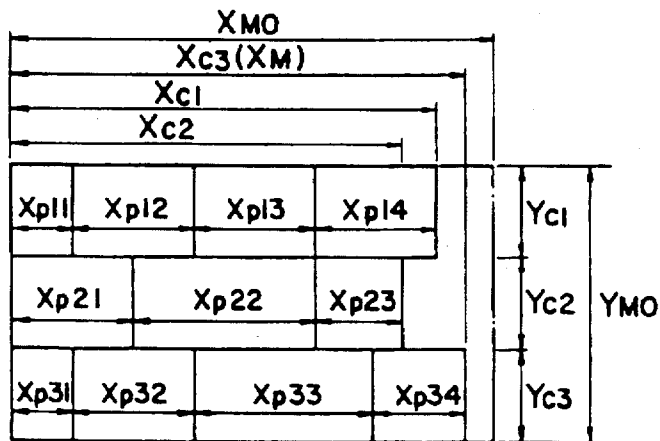 XMO
Xc3(XM)
Xc1
Xc2
Xp11 Xp12 Xp13 Xp14 Yc1
Xp21 Xp22 Xp23 Yc2 YMO
Xp31 Xp32 Xp33 Xp34 Yc3